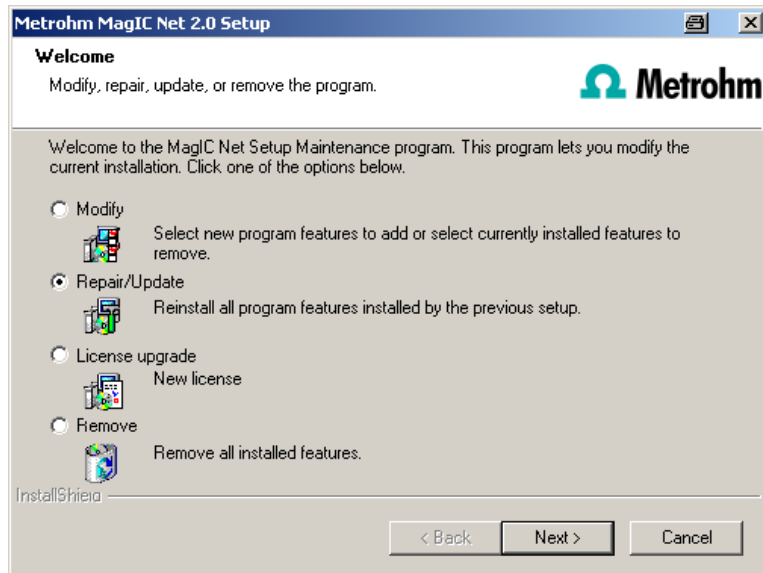 Metrohm MagIC Net 2.0 Setup
Welcome
Modify, repair, update, or remove the program.
Metrohm
Welcome to the MagIC Net Setup Maintenance program. This program lets you modify the
current installation. Click one of the options below.
Modify
Select new program features to add or select currently installed features to
remove.
Repair/Update
Reinstall all program features installed by the previous setup.
License upgrade
New license
Remove
Remove all installed features.
InstallShield
< Back
Next >
Cancel